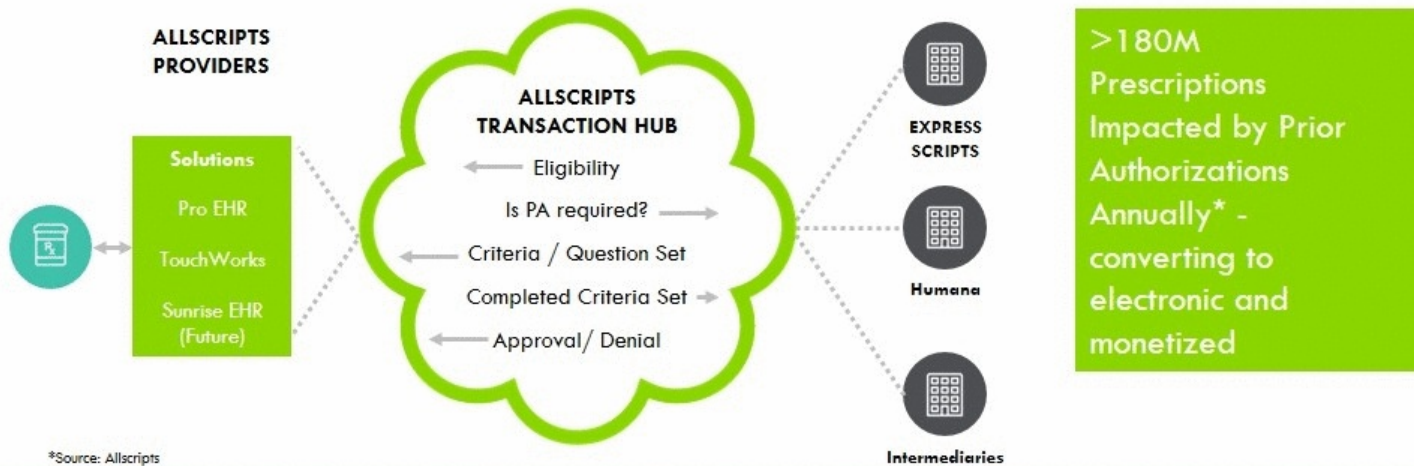 ALLSCRIPTS
PROVIDERS
Solutions
Pro EHR
TouchWorks
Sunrise EHR
(Future)
ALLSCRIPTS
TRANSACTION HUB
Eligibility
Is PA required?
Criteria / Question Set
Completed Criteria Set
Approval/ Denial
EXPRESS
SCRIPTS
Humana
Intermediaries
>180M
Prescriptions
Impacted by Prior
Authorizations
Annually* -
converting to
electronic and
monetized
*Source: Allscripts